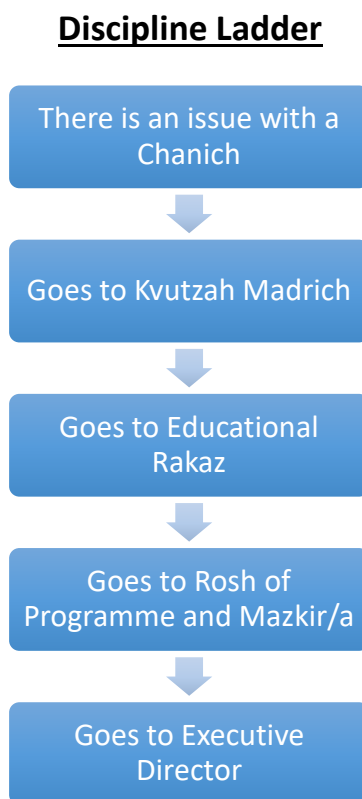 Discipline Ladder
There is an issue with a
Chanich
Goes to Kvutzah Madrich
Goes to Educational
Rakaz
Goes to Rosh of
Programme and Mazkir/a
Goes to Executive
Director